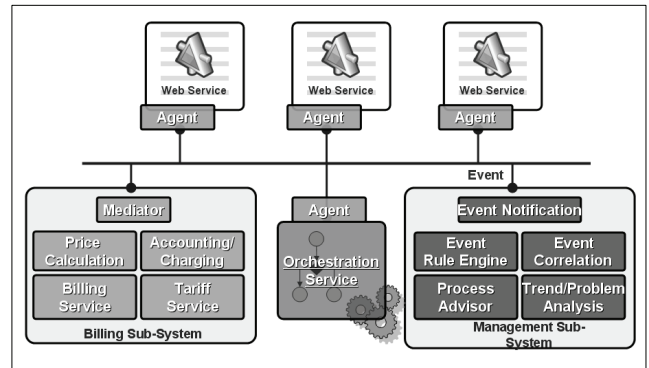 Web Service
Web Service
Web Service
Agent
Agent
Agent
Event
Mediator
Price
Calculation
Accounting/
Charging
Billing
Service
Tariff
Service
Billing Sub-System
Agent
Orchestration
Service
Event Notification
Event
Rule Engine
Event
Correlation
Process
Advisor
Trend/Problem
Analysis
Management Sub-
System